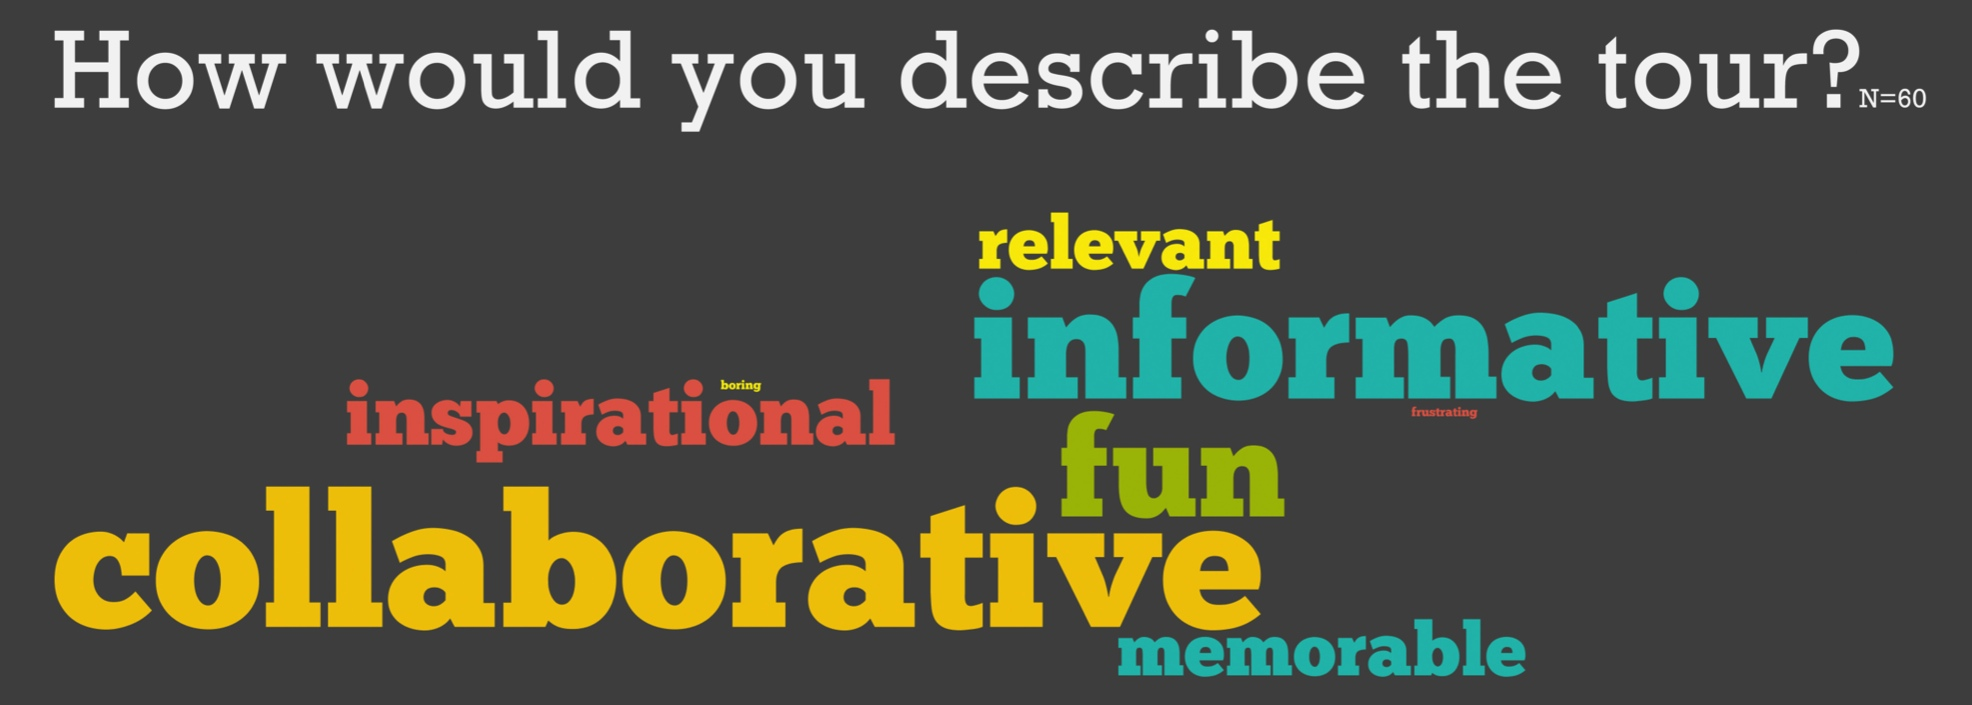 How would you describe the tour? N=60
relevant
informative
boring
inspirational
frustrating
fun
collaborative
memorable